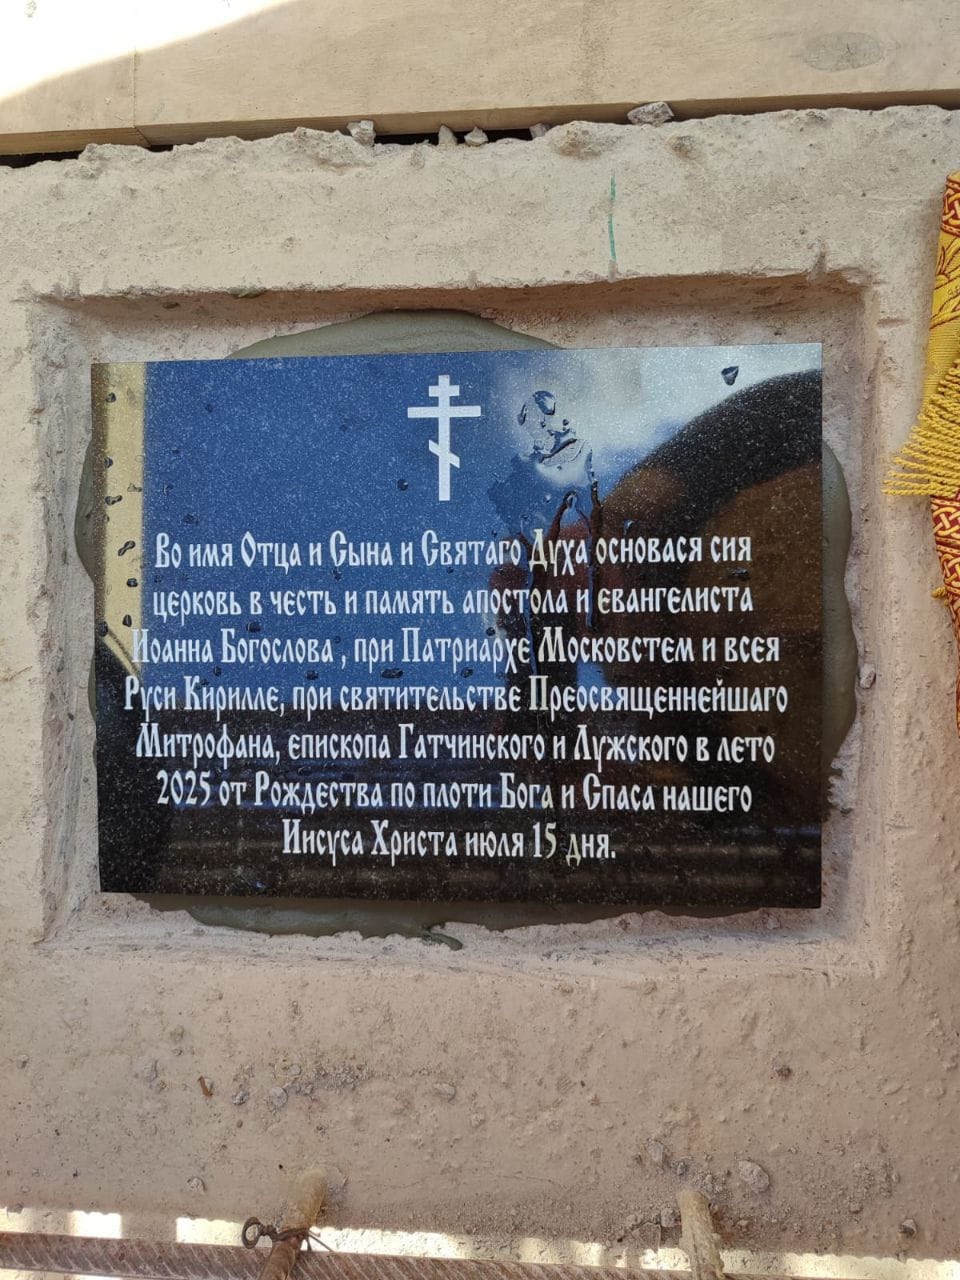 Во имя Отца и Сына и Святаго Духа основася сия
церковь в честь и память апостола и евангелиста
Иоанна Богослова , при Патриархе Московстем и всея
Руси Кирилле, при святительстве Преосвященнейшаго
Митрофана, епископа Гатчинского и Лужского в лето
2025 от Рождества по плоти Бога и Спаса нашего
Иисуса Христа июля 15 дня.